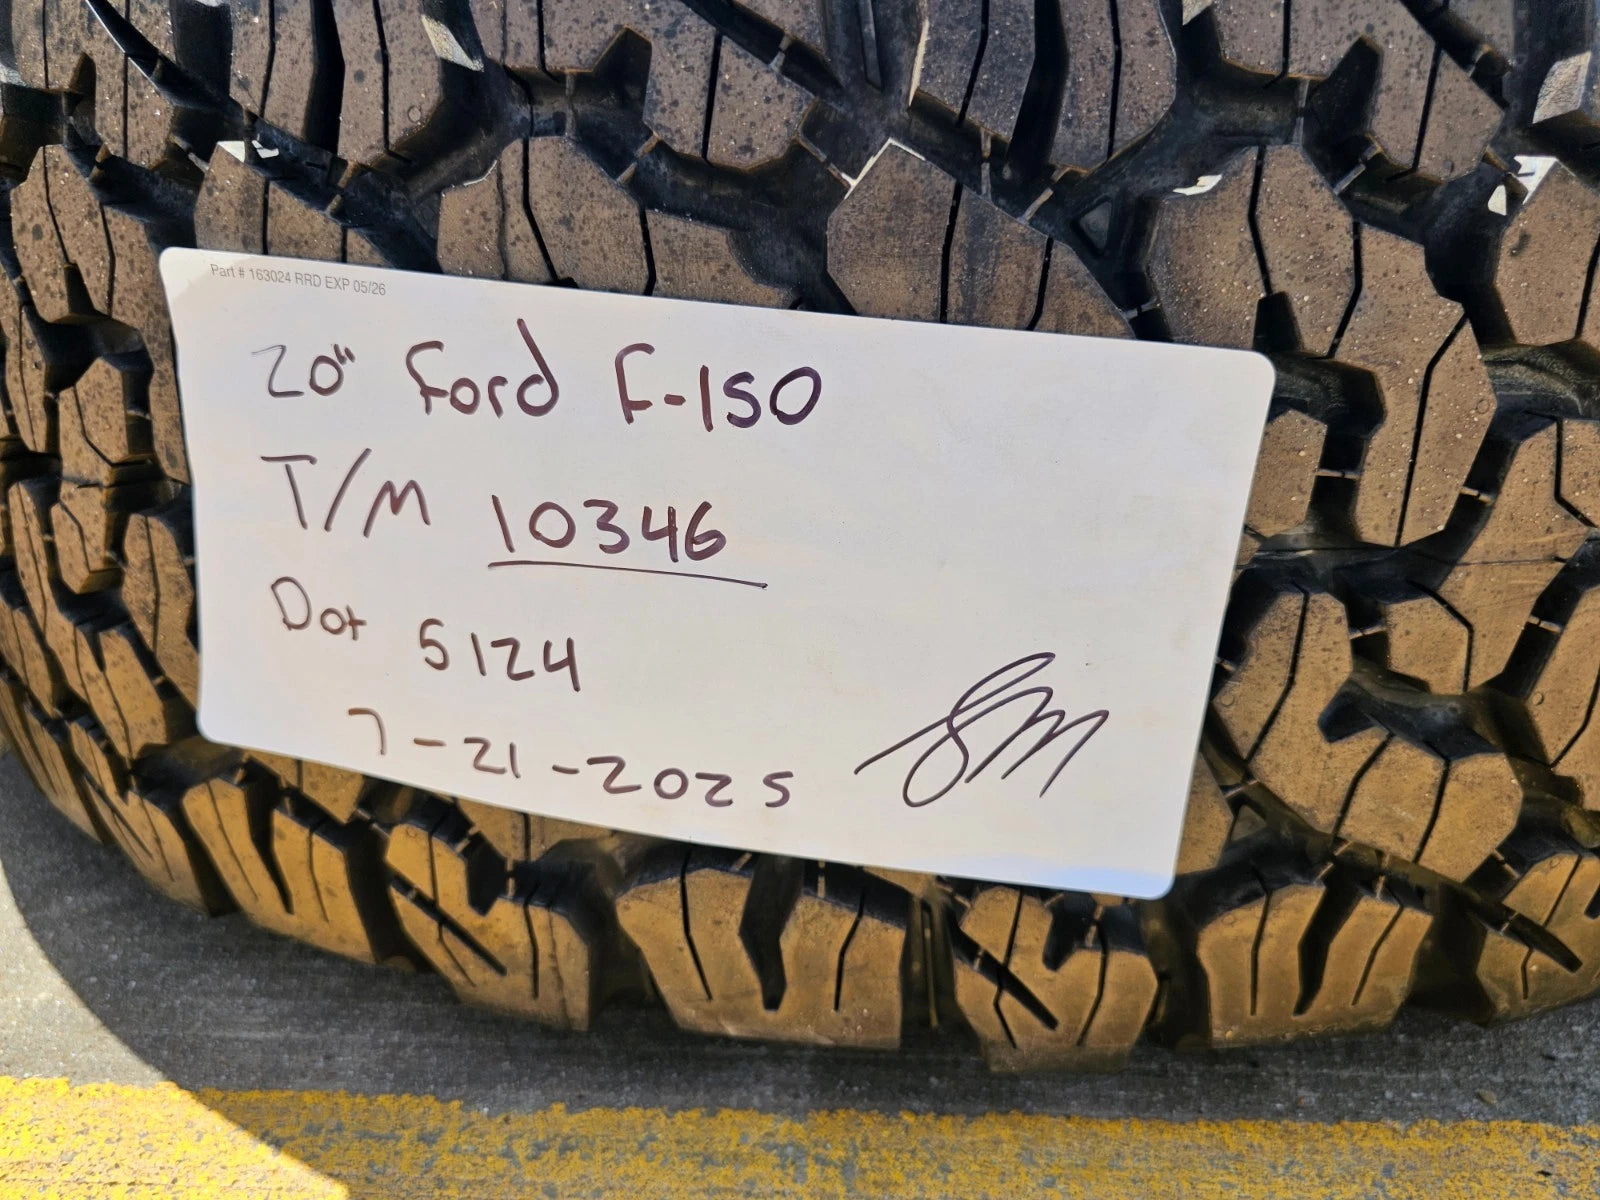 Part # 163024 RRD EXP 05/26
20" Ford F-150
T/M 10346
Dot 5124
7-21-2025